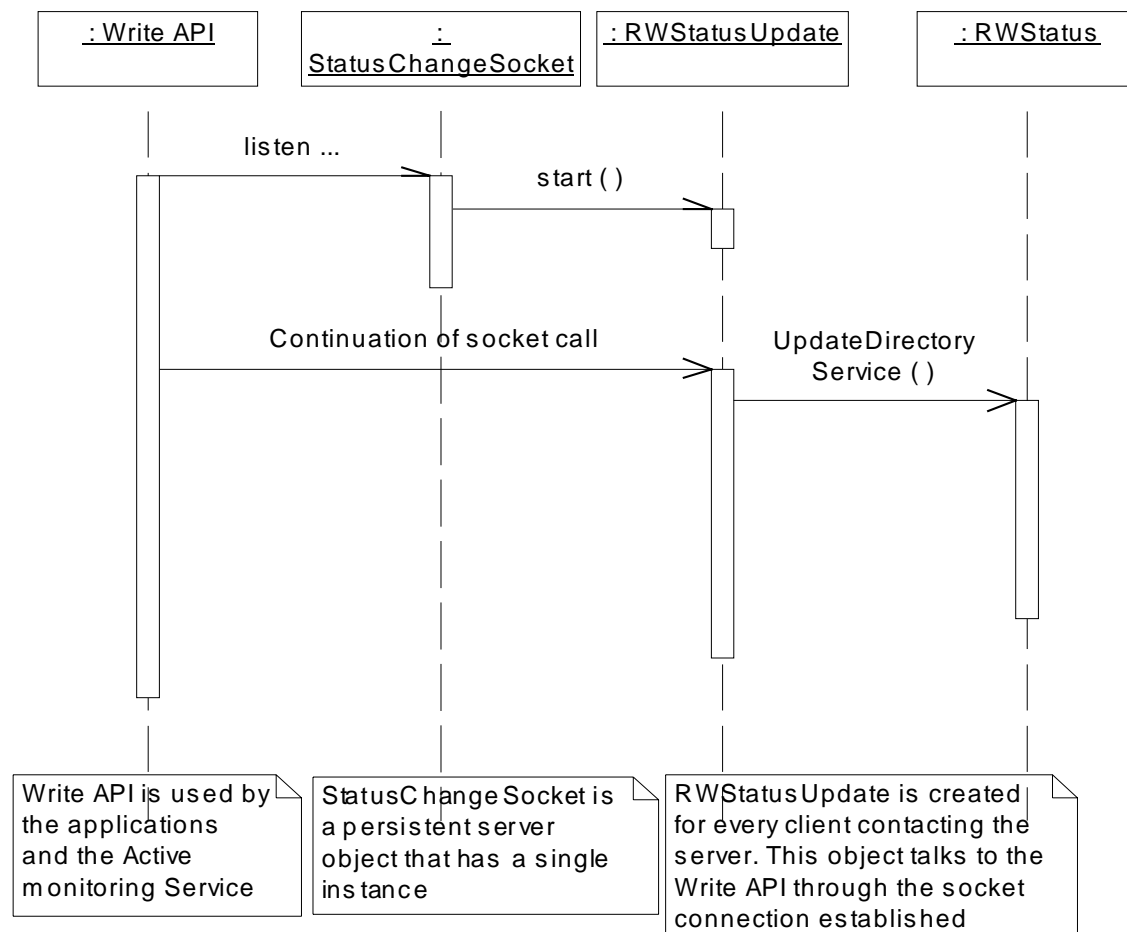 : Write API
:
StatusChangeSocket
: RWStatusUpdate
: RWStatus
listen ...
start ( )
Continuation of socket call
UpdateDirectory
Service ( )
Write API is used by
the applications
and the Active
monitoring Service
StatusChangeSocket is
a persistent server
object that has a single
instance
RWStatusUpdate is created
for every client contacting the
server. This object talks to the
Write API through the socket
connection established